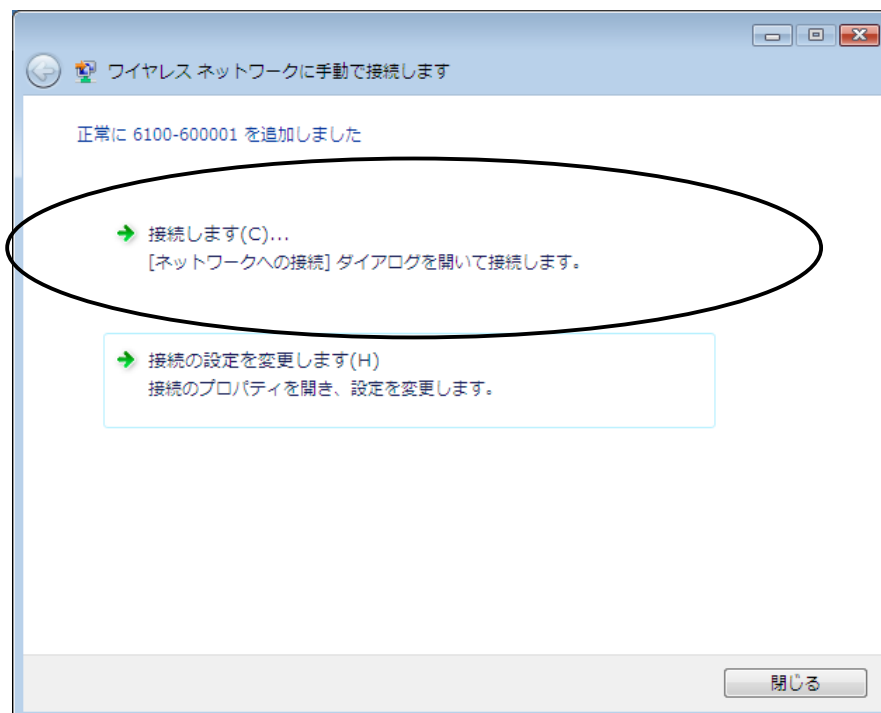 ワイヤレス ネットワークに手動で接続します
正常に 6100-600001 を追加しました
接続します(C)...
[ネットワークへの接続] ダイアログを開いて接続します。
接続の設定を変更します(H)
接続のプロパティを開き、設定を変更します。
閉じる